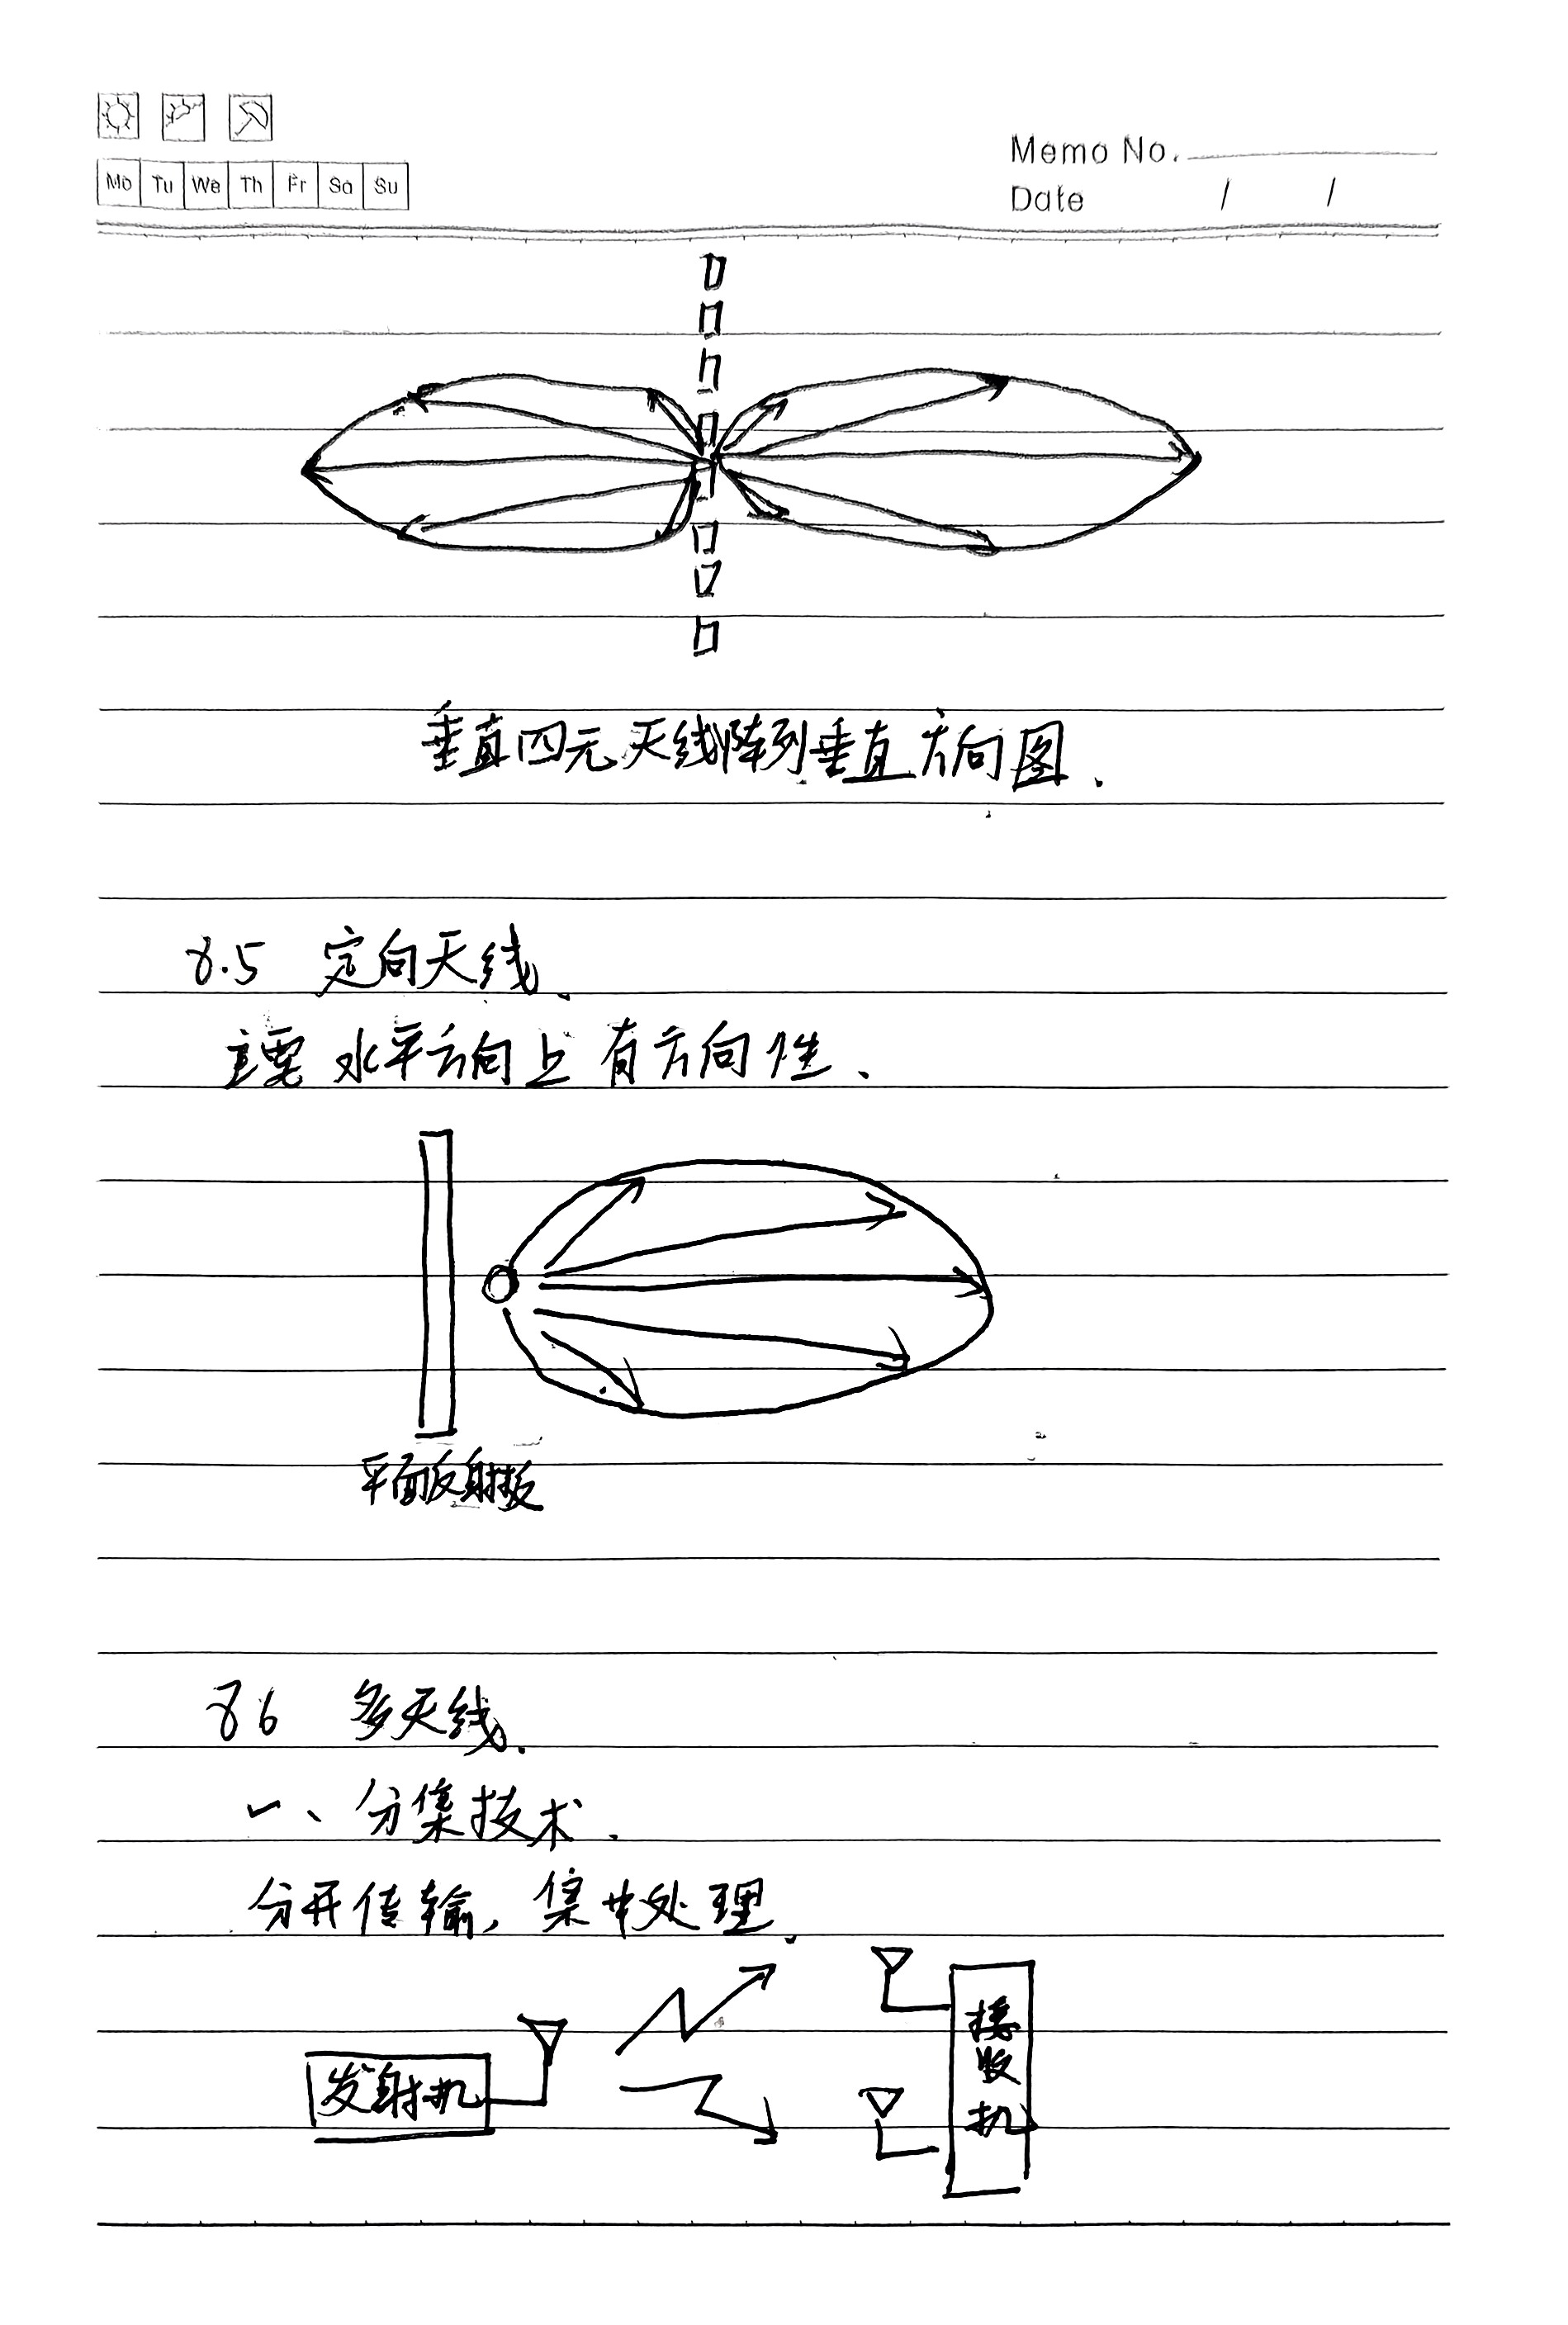 Memo No.
Mo Tu We Th Fr Sa Su
Date / /
垂直四元天线阵列垂直方向图.
8.5 定向天线.
主要水平方向上有方向性.
平面反射板
8 6 多天线.
一、分集技术.
分开传输, 集中处理.
发射机
接收机